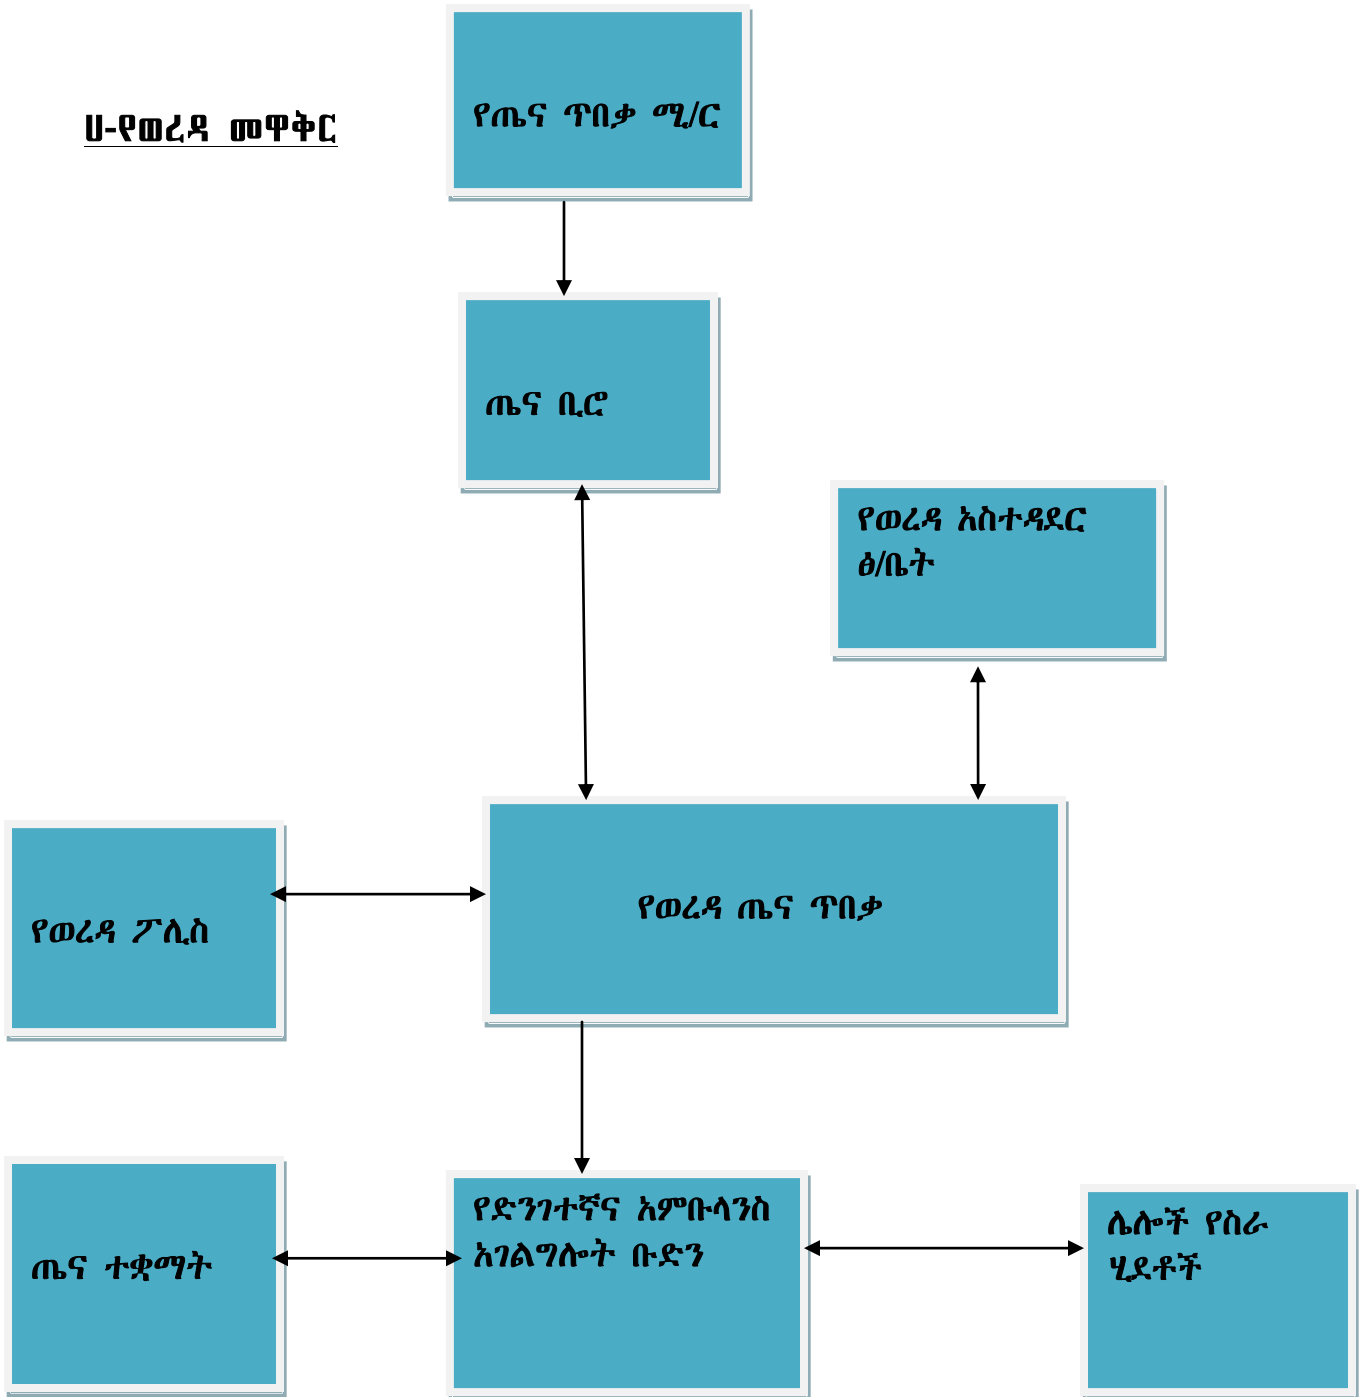 ሀ-የወረዳ መዋቅር
የጤና ጥበቃ ሚ/ር
ጤና ቢሮ
የወረዳ አስተዳደር
ፅ/ቤት
የወረዳ ጤና ጥበቃ
የወረዳ ፖሊስ
ጤና ተቋማት
የድንገተኛና አምቡላንስ
አገልግሎት ቡድን
ሌሎች የስራ
ሂደቶች